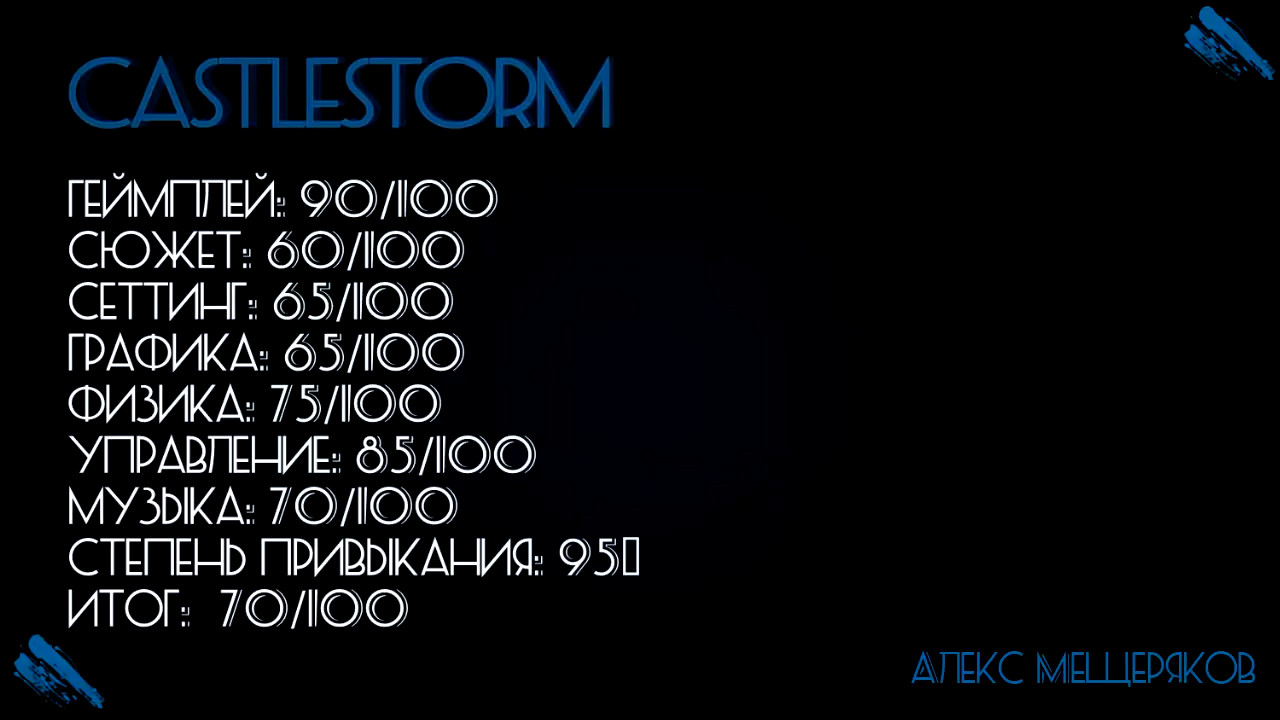 CASTLESTORM
ГЕЙМПЛЕЙ: 90/100
СЮЖЕТ: 60/100
СЕТТИНГ: 65/100
ГРАФИКА: 65/100
ФИЗИКА: 75/100
УПРАВЛЕНИЕ: 85/100
МУЗЫКА: 70/100
СТЕПЕНЬ ПРИВЫКАНИЯ: 95
ИТОГ: 70/100
АЛЕКС МЕЩЕРЯКОВ